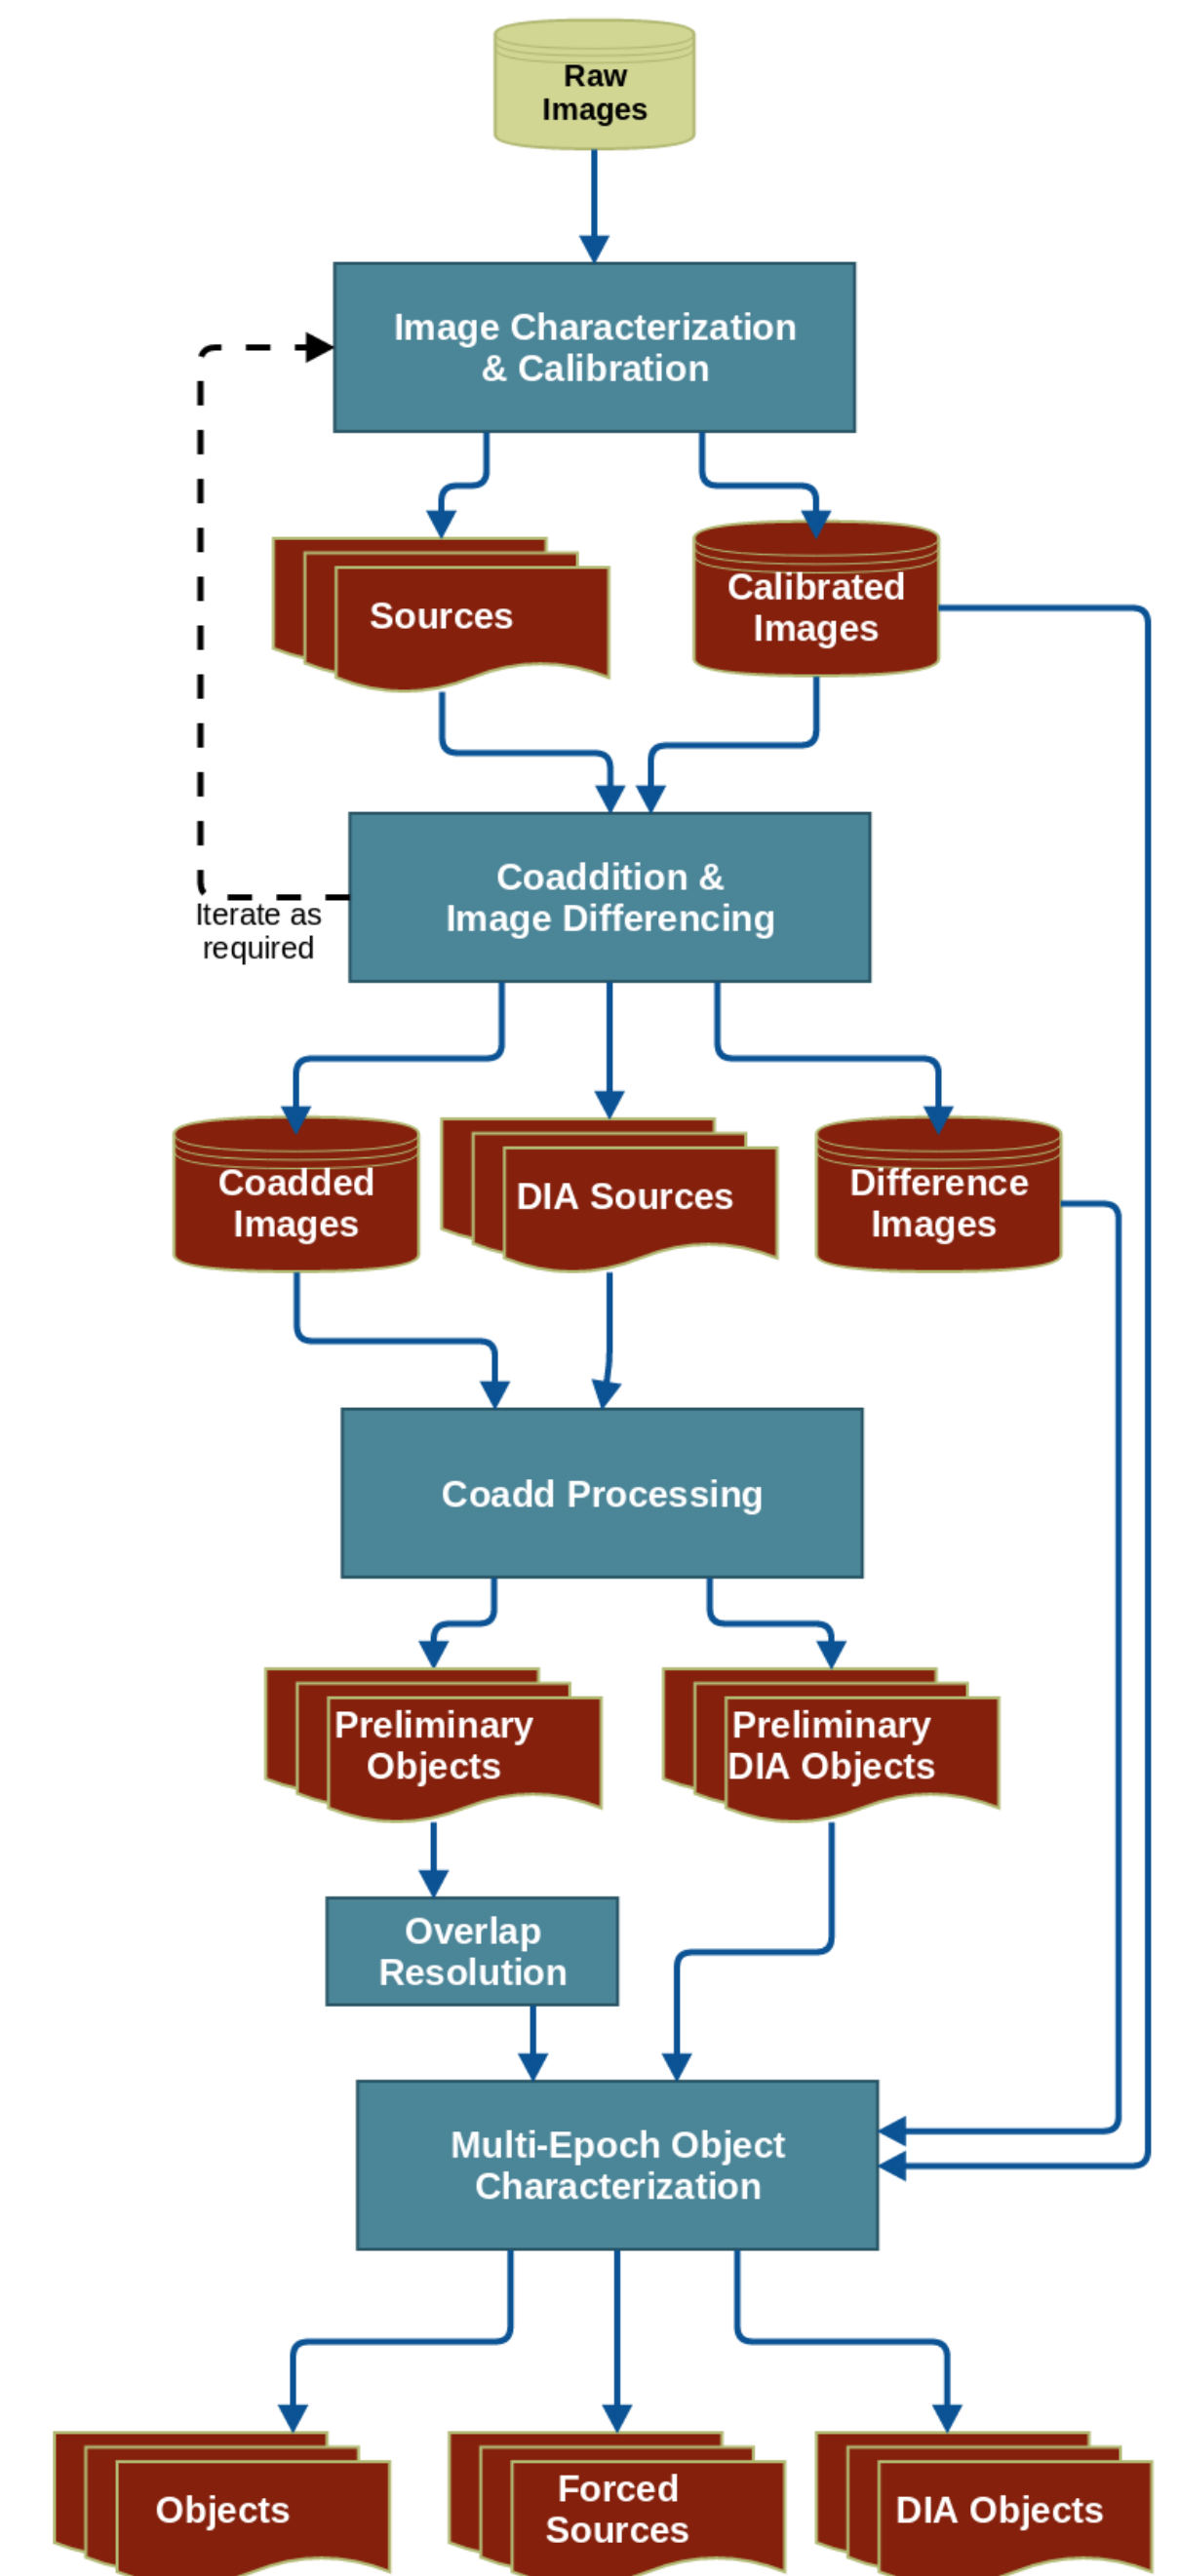 Raw
Images
Image Characterization
& Calibration
Sources
Calibrated
Images
Coaddition &
Image Differencing
Iterate as
required
Coadded
Images
DIA Sources
Difference
Images
Coadd Processing
Preliminary
Objects
Preliminary
DIA Objects
Overlap
Resolution
Multi-Epoch Object
Characterization
Objects
Forced
Sources
DIA Objects